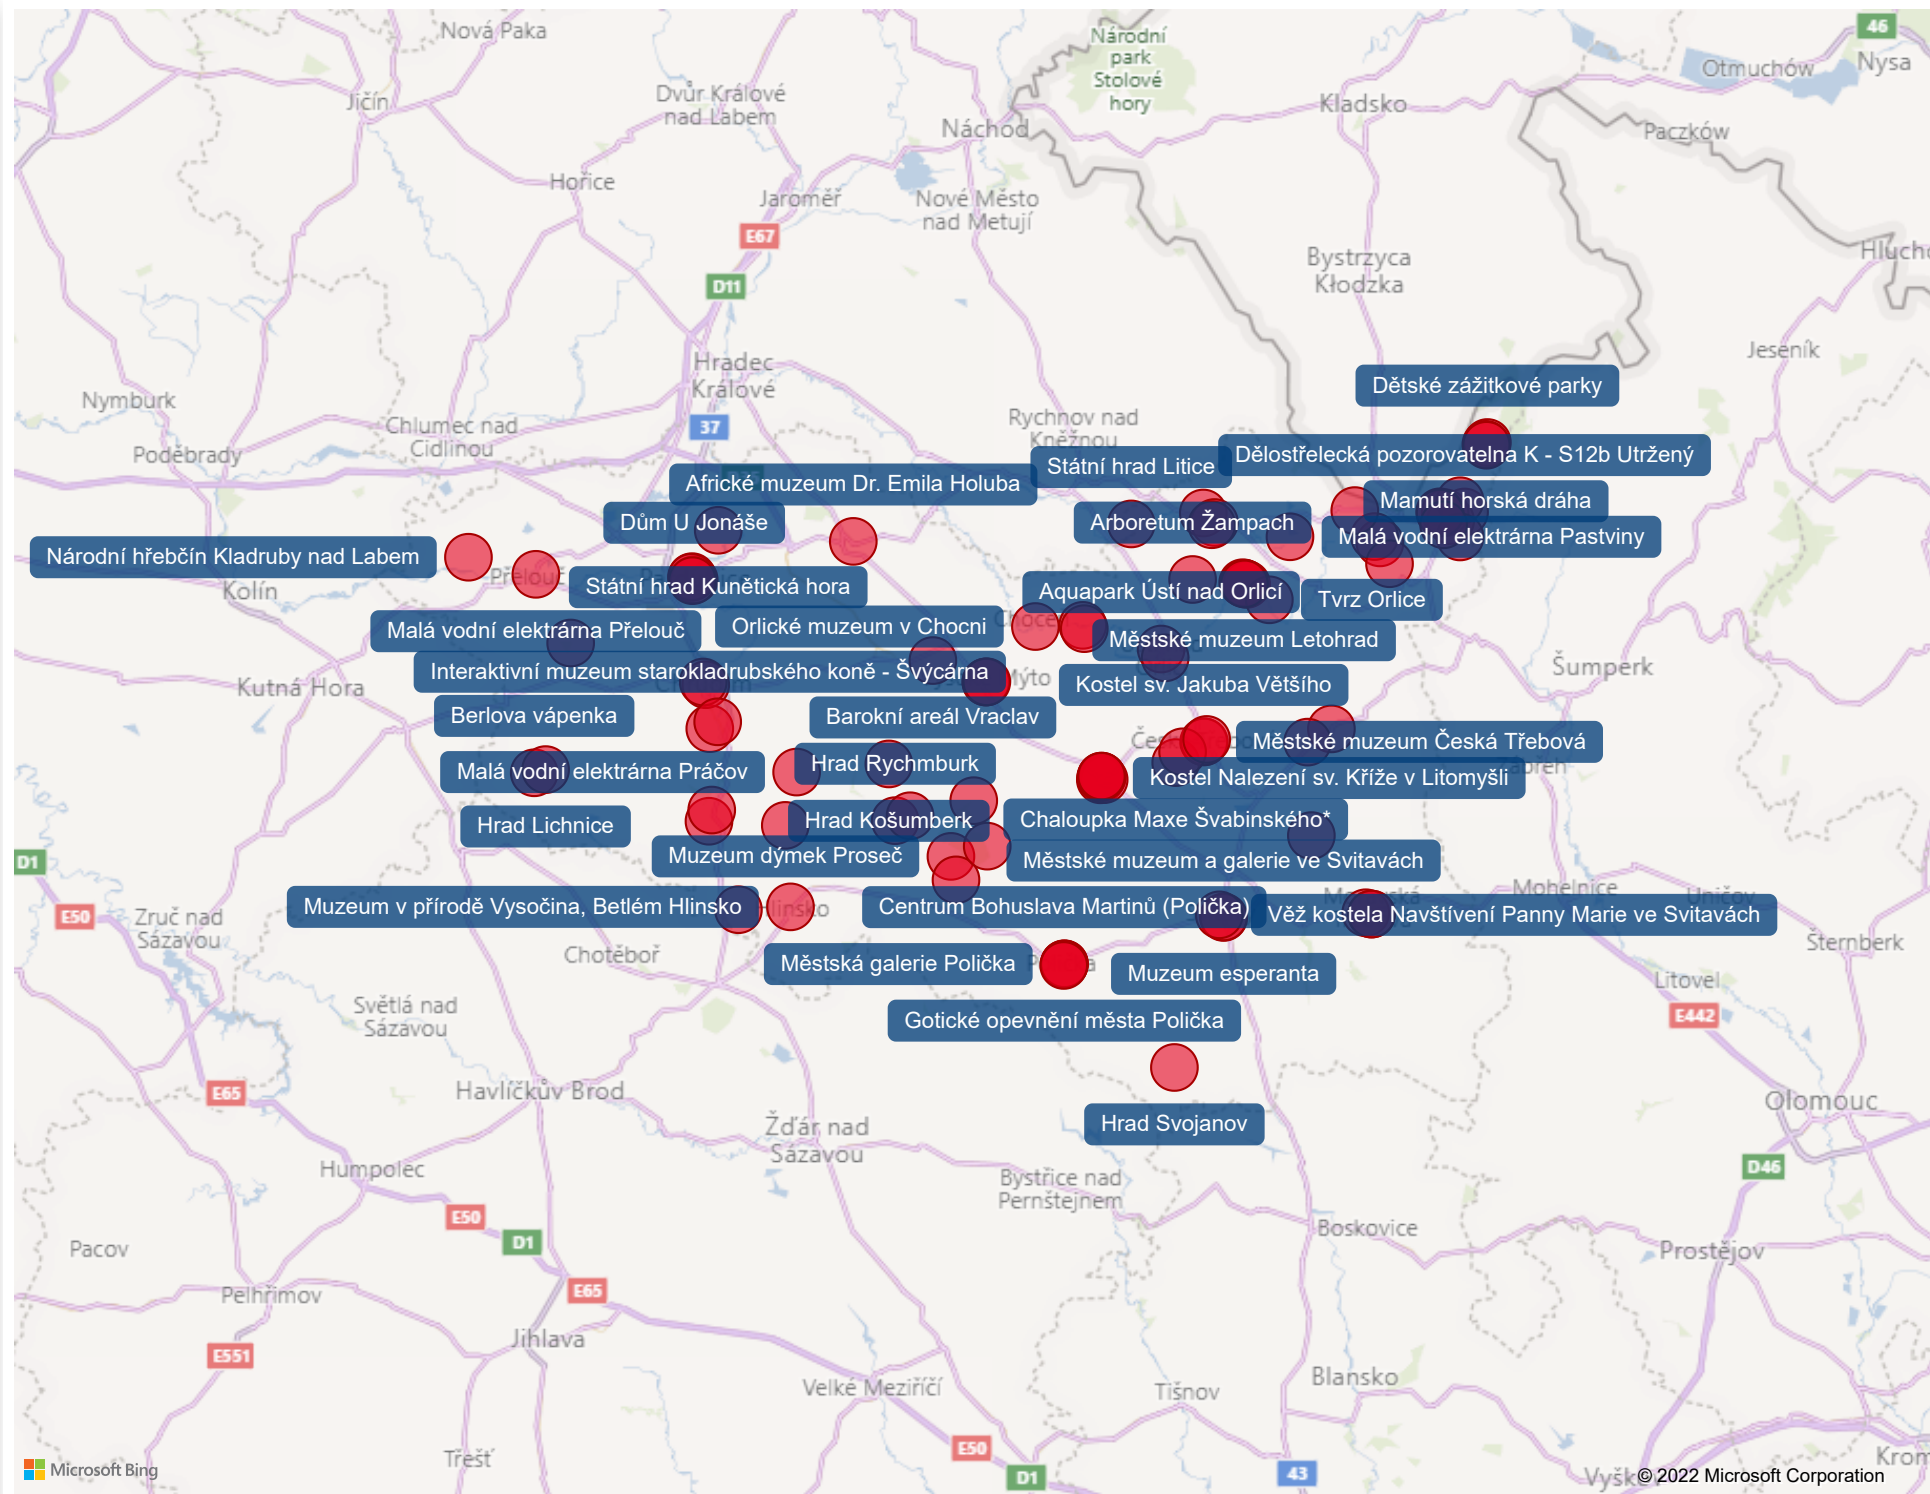 46
Nová Paka
Národní
park
Stolové
hory
Otmuchów
Nysa
Jičín
Dvůr Králové
nad Labem
Kladsko
Náchod
Paczków
Hořice
Jaroměř
Nové Město
nad Metují
E67
Bystrzyca
Kłodzka
D11
Hradec
Králové
Jeseník
Dětské zážitkové parky
Nymburk
Chlumec nad
Cidlinou
37
Rychnov nad
Kněžnou
Poděbrady
Státní hrad Litice
Dělostřelecká pozorovatelna K - S12b Utržený
Africké muzeum Dr. Emila Holuba
Mamutí horská dráha
Dům U Jonáše
Arboretum Žampach
Malá vodní elektrárna Pastviny
Národní hřebčín Kladruby nad Labem
Přelouč
Státní hrad Kunětická hora
Kolín
Aquapark Ústí nad Orlicí
Tvrz Orlice
Malá vodní elektrárna Přelouč
Orlické muzeum v Chocni
Městské muzeum Letohrad
Interaktivní muzeum starokladrubského koně - Švýcárna
Mýto
Šumperk
Kutná Hora
Kostel sv. Jakuba Většího
Berlova vápenka
Barokní areál Vraclav
Městské muzeum Česká Třebová
Malá vodní elektrárna Práčov
Hrad Rychmburk
Kostel Nalezení sv. Kříže v Litomyšli
Hrad Lichnice
Hrad Košumberk
Chaloupka Maxe Švabinského*
Muzeum dýmek Proseč
Městské muzeum a galerie ve Svitavách
D1
Mohelnice
Uničov
Muzeum v přírodě Vysočina, Betlém Hlinsko
Centrum Bohuslava Martinů (Polička)
Věž kostela Navštívení Panny Marie ve Svitavách
E50
Zruč nad
Sázavou
Chotěboř
Šternberk
Městská galerie Polička
Muzeum esperanta
Litovel
Světlá nad
Sázavou
Gotické opevnění města Polička
E442
E65
Havlíčkův Brod
Olomouc
Hrad Svojanov
Žďár nad
Sázavou
Humpolec
Bystřice nad
Pernštejnem
D46
E50
Boskovice
D1
Pacov
Prostějov
E65
Pelhřimov
Jihlava
E551
Blansko
Velké Meziříčí
Tišnov
E50
Třešť
Microsoft Bing
D1
43
© 2022 Microsoft Corporation